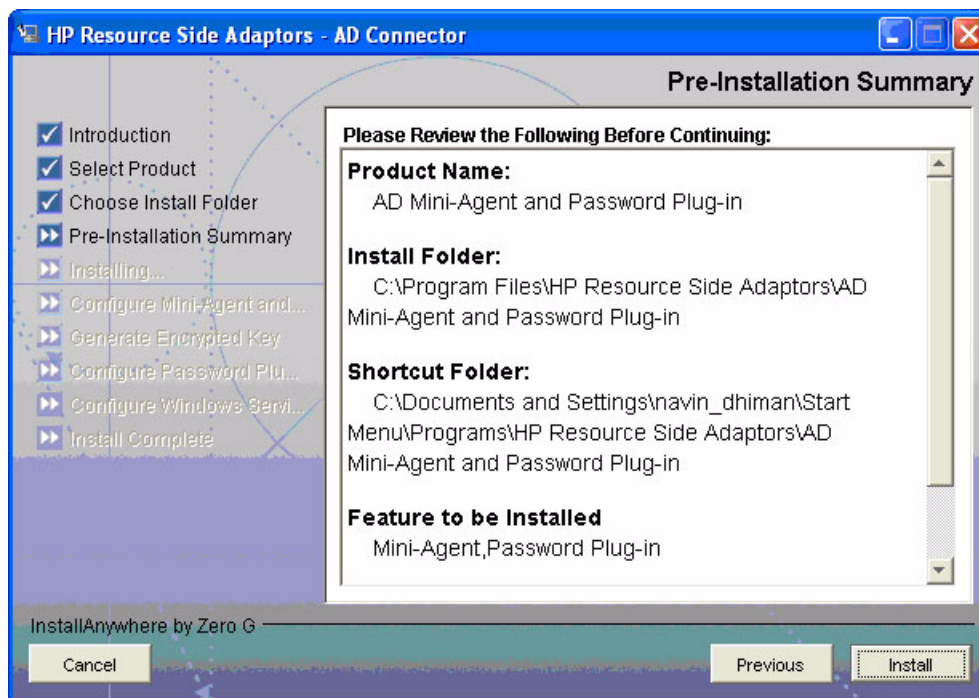 HP Resource Side Adaptors - AD Connector
Pre-Installation Summary
Introduction
Select Product
Choose Install Folder
Pre-Installation Summary
Installing...
Configure Mini-Agent and...
Generate Encrypted Key
Configure Password Plu...
Configure Windows Servi...
Install Complete
Please Review the Following Before Continuing:
Product Name:
AD Mini-Agent and Password Plug-in
Install Folder:
C:\Program Files\HP Resource Side Adaptors\AD
Mini-Agent and Password Plug-in
Shortcut Folder:
C:\Documents and Settings\navin_dhiman\Start
Menu\Programs\HP Resource Side Adaptors\AD
Mini-Agent and Password Plug-in
Feature to be Installed
Mini-Agent,Password Plug-in
InstallAnywhere by Zero G
Cancel
Previous
Install